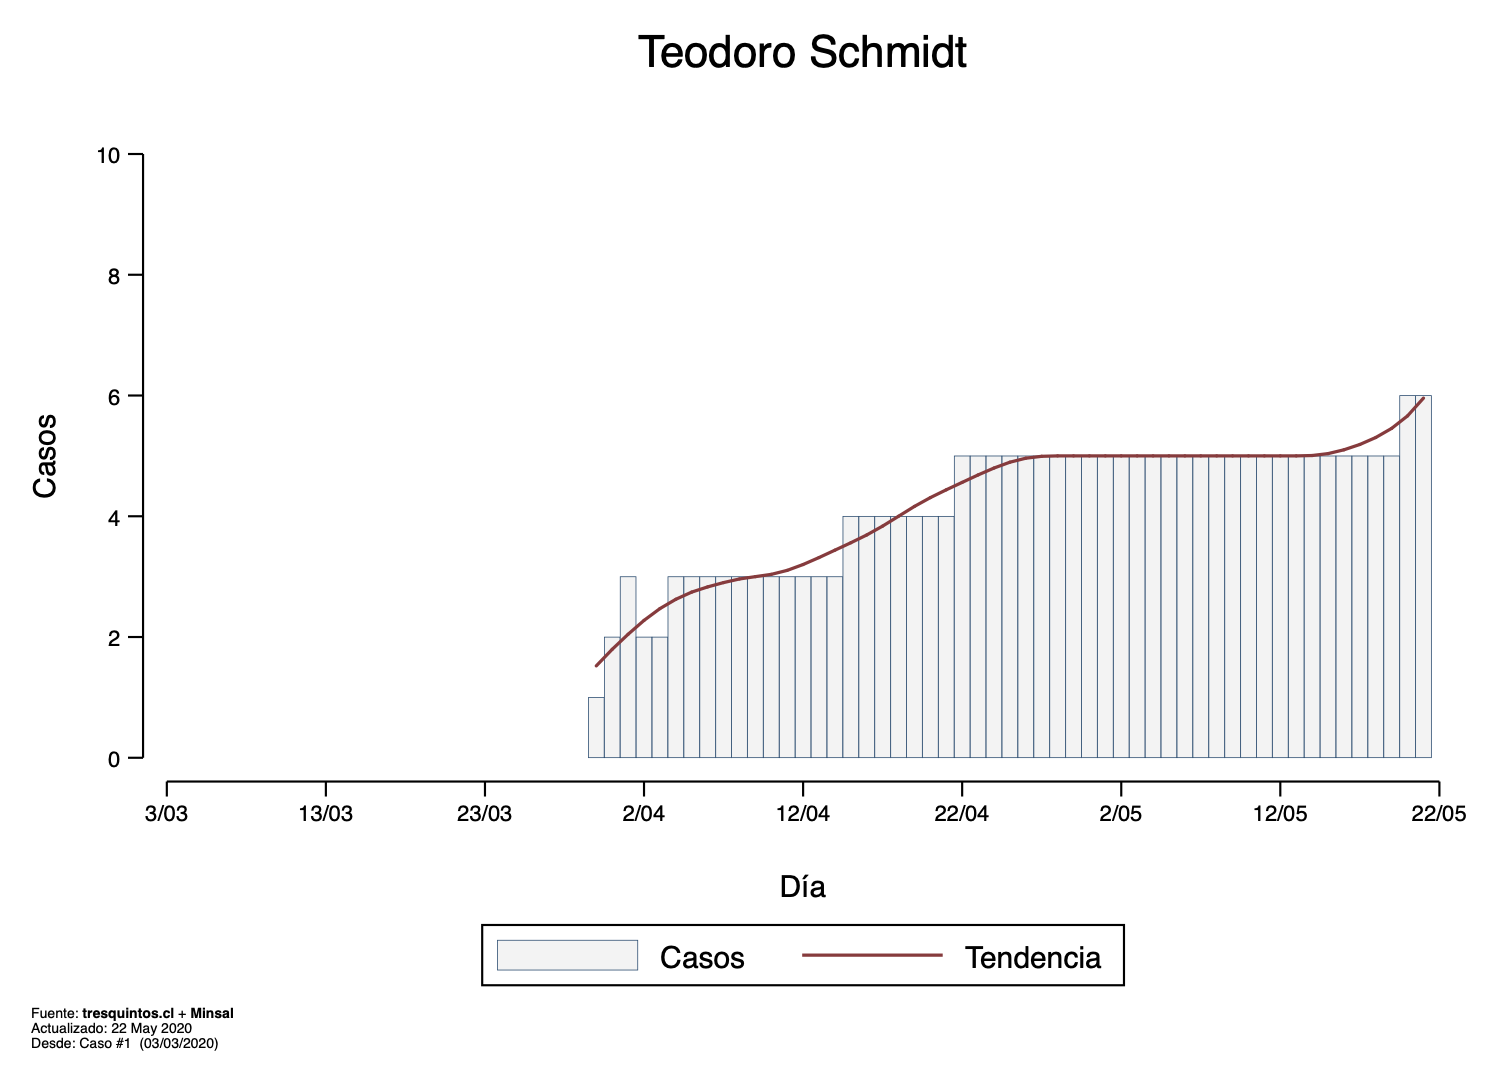 Teodoro Schmidt
10
8
6
4
2
0
Casos
3/03 13/03 23/03 2/04 12/04 22/04 2/05 12/05 22/05
Día
Casos Tendencia
Fuente: tresquintos.cl + Minsal
Actualizado: 22 May 2020
Desde: Caso #1 (03/03/2020)